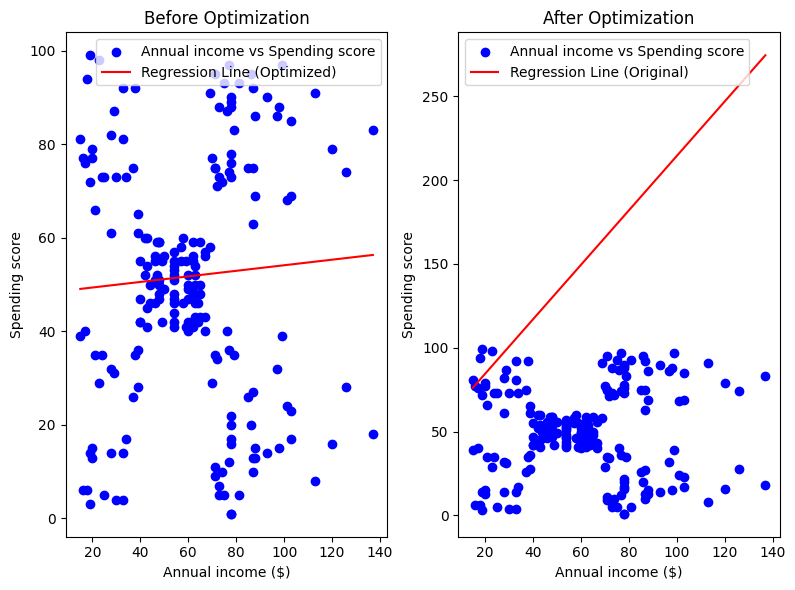 Before Optimization
Annual income vs Spending score
Regression Line (Optimized)
100
80
60
40
20
0
Spending score
20 40 60 80 100 120 140
Annual income ($)
After Optimization
Annual income vs Spending score
Regression Line (Original)
250
200
150
100
50
0
Spending score
20 40 60 80 100 120 140
Annual income ($)